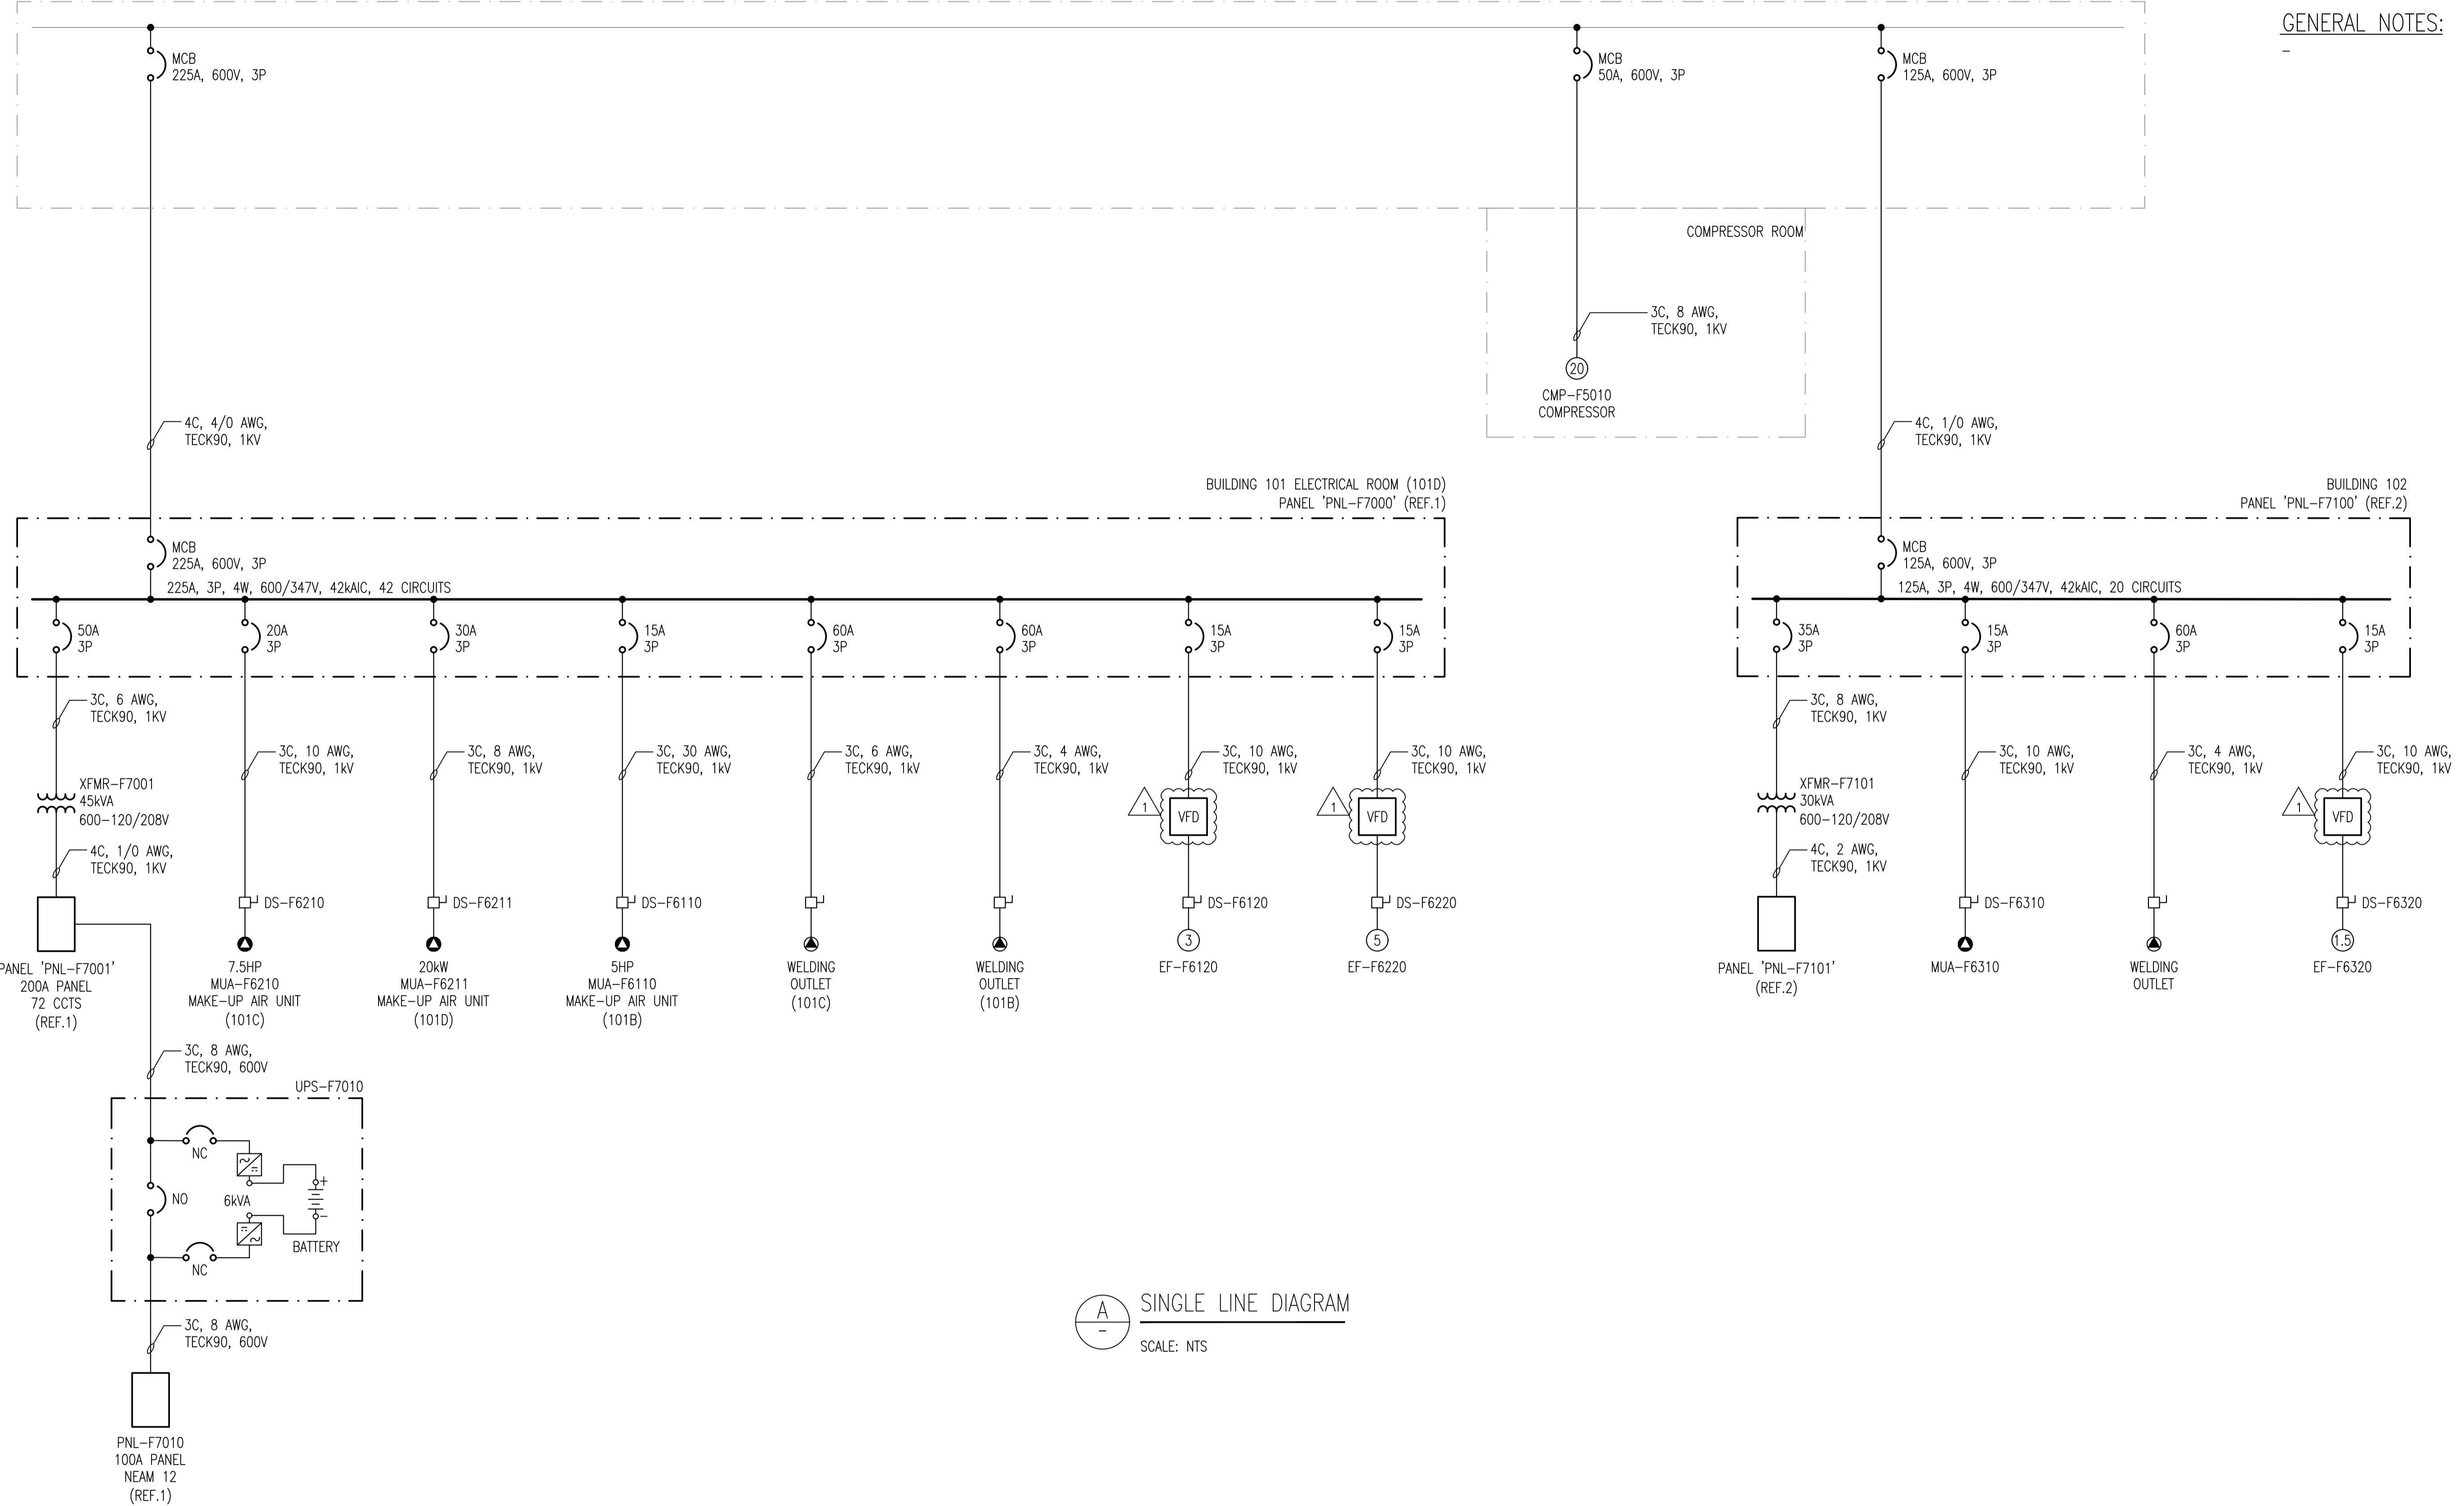 GENERAL NOTES:
-
MCB
225A, 600V, 3P
MCB
50A, 600V, 3P
MCB
125A, 600V, 3P
COMPRESSOR ROOM
3C, 8 AWG,
TECK90, 1KV
20
CMP-F5010
COMPRESSOR
4C, 4/0 AWG,
TECK90, 1KV
4C, 1/0 AWG,
TECK90, 1KV
BUILDING 101 ELECTRICAL ROOM (101D)
PANEL 'PNL-F7000' (REF.1)
BUILDING 102
PANEL 'PNL-F7100' (REF.2)
MCB
225A, 600V, 3P
225A, 3P, 4W, 600/347V, 42kAIC, 42 CIRCUITS
MCB
125A, 600V, 3P
125A, 3P, 4W, 600/347V, 42kAIC, 20 CIRCUITS
50A
3P
20A
3P
30A
3P
15A
3P
60A
3P
60A
3P
15A
3P
15A
3P
35A
3P
15A
3P
60A
3P
15A
3P
3C, 6 AWG,
TECK90, 1KV
3C, 10 AWG,
TECK90, 1kV
3C, 8 AWG,
TECK90, 1kV
3C, 30 AWG,
TECK90, 1kV
3C, 6 AWG,
TECK90, 1kV
3C, 4 AWG,
TECK90, 1kV
3C, 10 AWG,
TECK90, 1kV
3C, 10 AWG,
TECK90, 1kV
3C, 8 AWG,
TECK90, 1KV
3C, 10 AWG,
TECK90, 1kV
3C, 4 AWG,
TECK90, 1kV
3C, 10 AWG,
TECK90, 1kV
XFMR-F7001
45kVA
600-120/208V
1
VFD
1
VFD
XFMR-F7101
30kVA
600-120/208V
1
VFD
4C, 1/0 AWG,
TECK90, 1KV
4C, 2 AWG,
TECK90, 1KV
DS-F6210
DS-F6211
DS-F6110
DS-F6120
DS-F6220
DS-F6310
DS-F6320
3
5
1.5
PANEL 'PNL-F7001'
200A PANEL
72 CCTS
(REF.1)
7.5HP
MUA-F6210
MAKE-UP AIR UNIT
(101C)
20kW
MUA-F6211
MAKE-UP AIR UNIT
(101D)
5HP
MUA-F6110
MAKE-UP AIR UNIT
(101B)
WELDING
OUTLET
(101C)
WELDING
OUTLET
(101B)
EF-F6120
EF-F6220
PANEL 'PNL-F7101'
(REF.2)
MUA-F6310
WELDING
OUTLET
EF-F6320
3C, 8 AWG,
TECK90, 600V
UPS-F7010
NC
NO
6kVA
+
-
BATTERY
NC
3C, 8 AWG,
TECK90, 600V
PNL-F7010
100A PANEL
NEAM 12
(REF.1)
A
-
SINGLE LINE DIAGRAM
SCALE: NTS